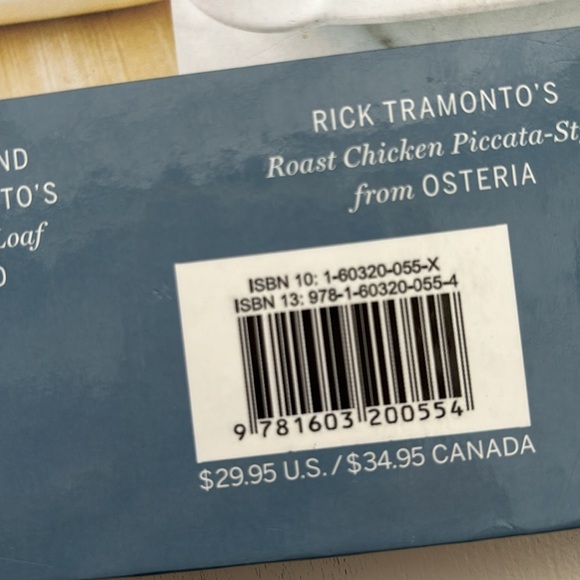 ND
TO'S
Loaf
RICK TRAMONTO'S
Roast Chicken Piccata-St
from OSTERIA
ISBN 10: 1-60320-055-X
ISBN 13: 978-1-60320-055-4
9 781603 200554
$29.95 U.S. / $34.95 CANADA